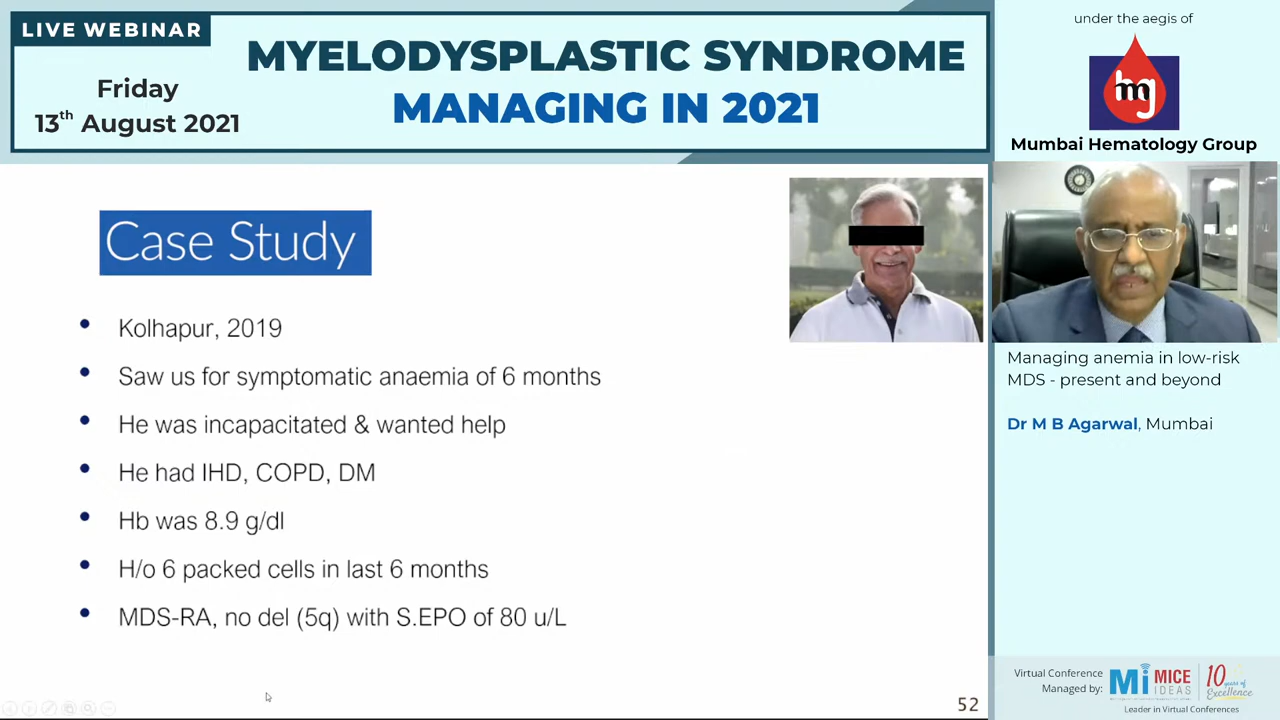 LIVE WEBINAR
Friday
13th August 2021
MYELODYSPLASTIC SYNDROME
MANAGING IN 2021
under the aegis of
hmg
Mumbai Hematology Group
Case Study
Kolhapur, 2019
Saw us for symptomatic anaemia of 6 months
He was incapacitated & wanted help
He had IHD, COPD, DM
Hb was 8.9 g/dl
H/o 6 packed cells in last 6 months
MDS-RA, no del (5q) with S.EPO of 80 u/L
52
Managing anemia in low-risk
MDS - present and beyond
Dr M B Agarwal, Mumbai
Virtual Conference
Managed by:
Mi MICE
IDEAS
10 years of
Excellence
Leader in Virtual Conferences